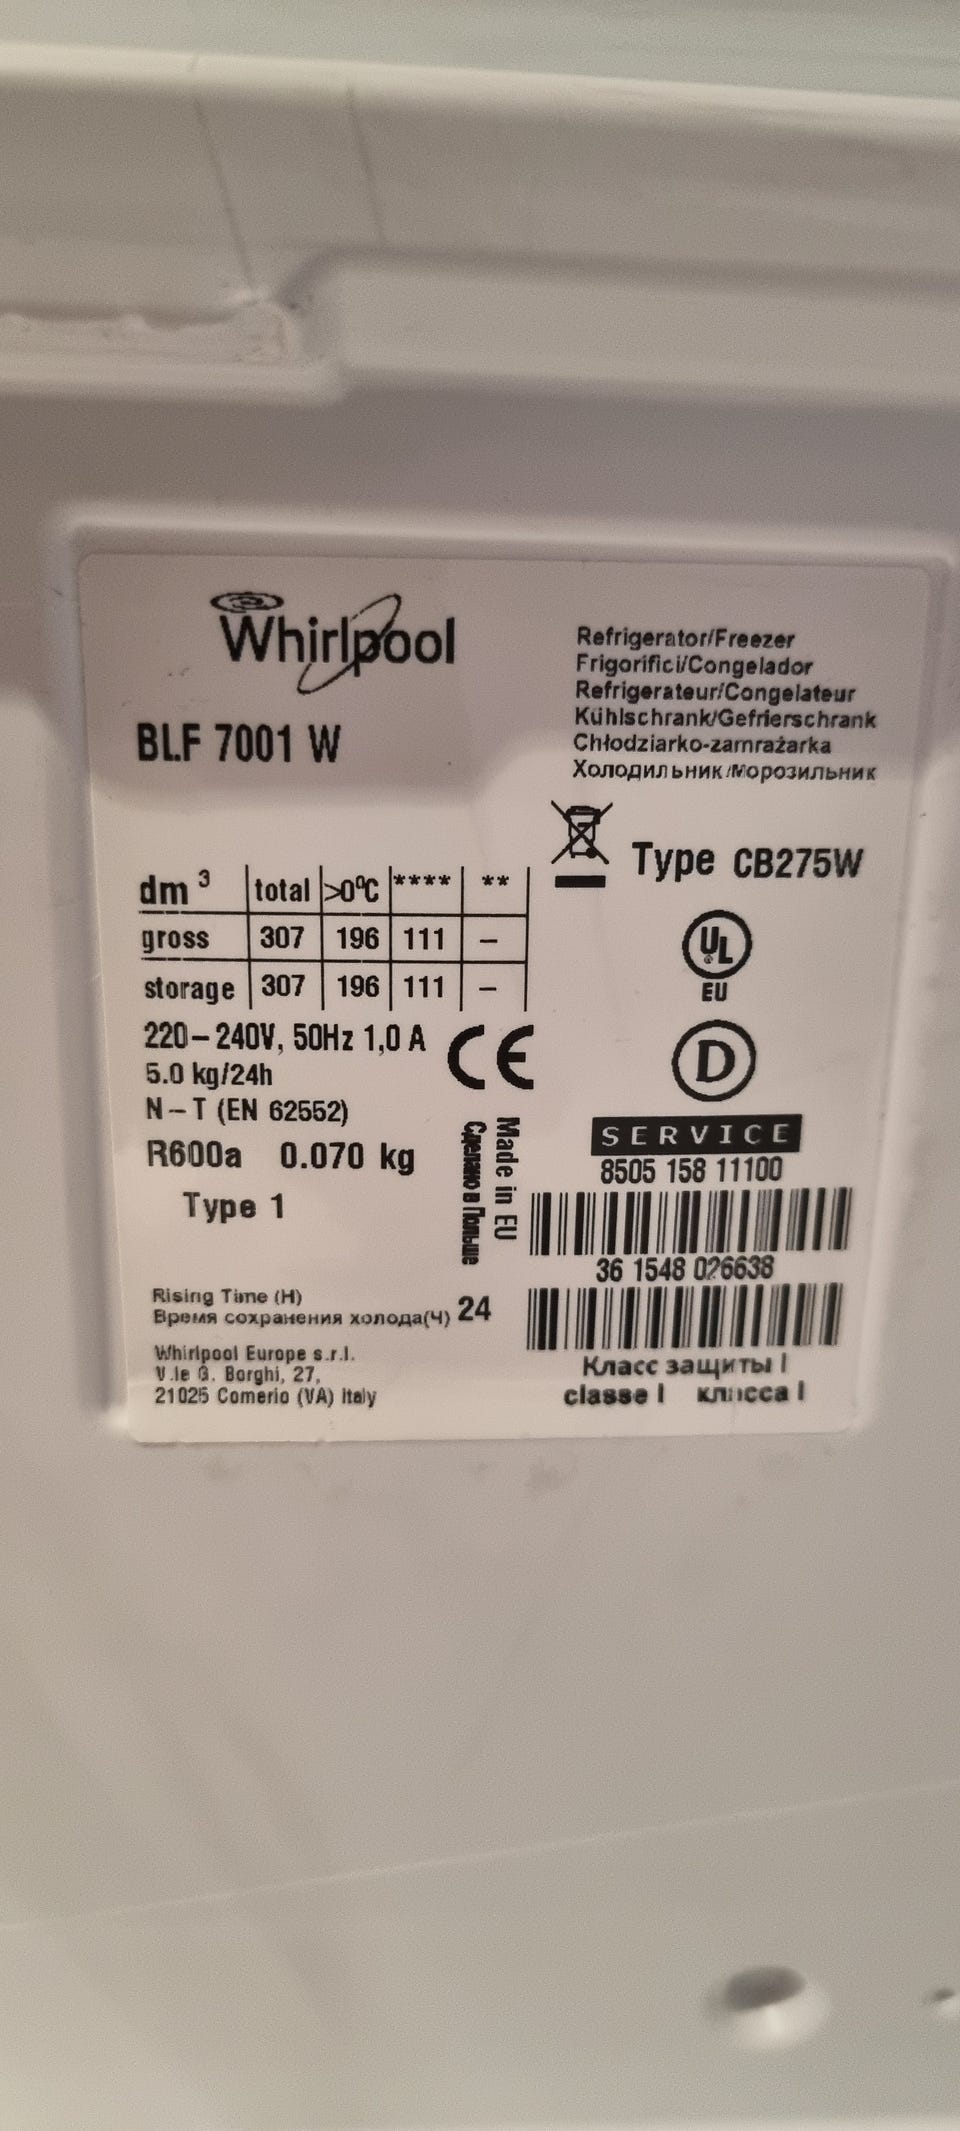 Whirlpool
BLF 7001 W
Refrigerator/Freezer
Frigorifici/Congelador
Refrigerateur/Congelateur
Kühlschrank/Gefrierschrank
Chłodziarko-zamrażarka
Холодильник/Морозильник
Type CB275W
dm³ total >0°C **** **
gross 307 196 111 –
storage 307 196 111 –
220–240V, 50Hz 1,0 A
5.0 kg/24h
N–T (EN 62552)
R600a 0.070 kg
Type 1
CE
Made in EU
Сделано в Польше
UL
EU
D
SERVICE
8505 158 11100
36 1548 026638
Rising Time (H)
Время сохранения холода(Ч) 24
Whirlpool Europe s.r.l.
V.le G. Borghi, 27,
21025 Comerio (VA) Italy
Класс защиты I
classe I класса I